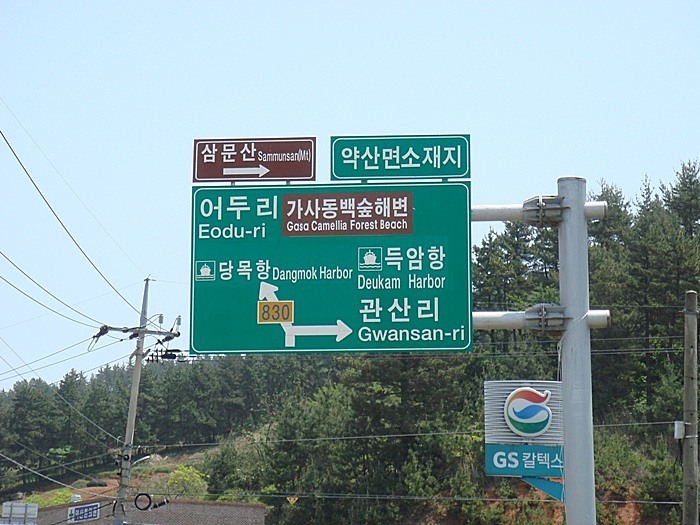 삼문산 Sammunsan(Mt)
약산면소재지
어두리
Eodu-ri
가사동백숲해변
Gasa Camellia Forest Beach
당목항 Dangmok Harbor
득암항
Deukam Harbor
830
관산리
Gwansan-ri
GS 칼텍스